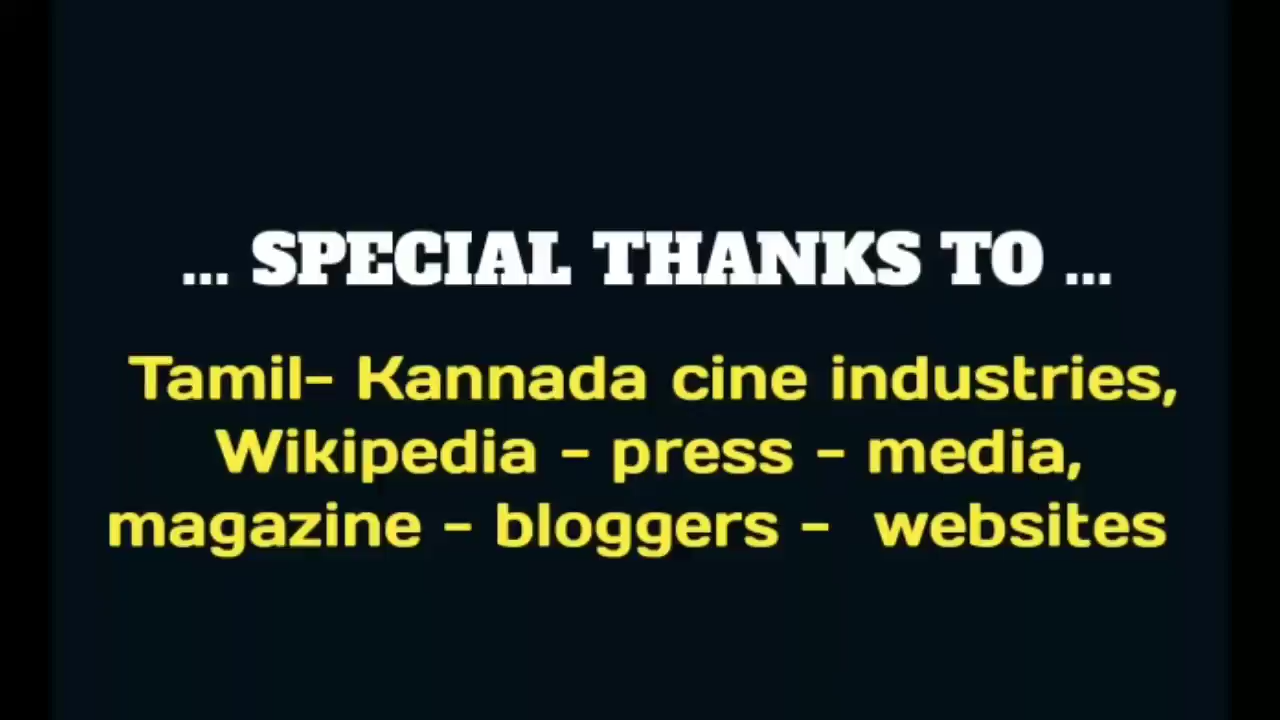 ... SPECIAL THANKS TO ...
Tamil- Kannada cine industries,
Wikipedia - press - media,
magazine - bloggers - websites